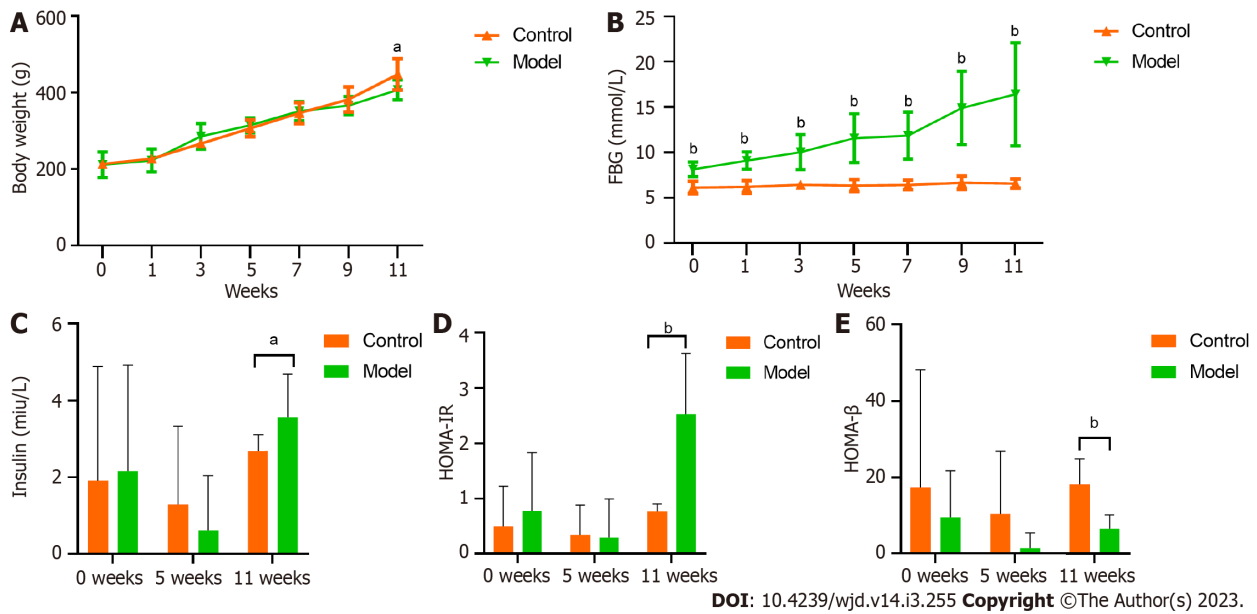 A
Body weight (g)
600
400
200
0
a
Control
Model
0 1 3 5 7 9 11
Weeks
B
FBG (mmol/L)
25
20
15
10
5
0
b b b b b b b
Control
Model
0 1 3 5 7 9 11
Weeks
C
Insulin (miu/L)
6
4
2
0
a
Control
Model
0 weeks 5 weeks 11 weeks
D
HOMA-IR
4
3
2
1
0
b
Control
Model
0 weeks 5 weeks 11 weeks
E
HOMA-β
60
40
20
0
b
Control
Model
0 weeks 5 weeks 11 weeks
DOI: 10.4239/wjd.v14.i3.255 Copyright ©The Author(s) 2023.